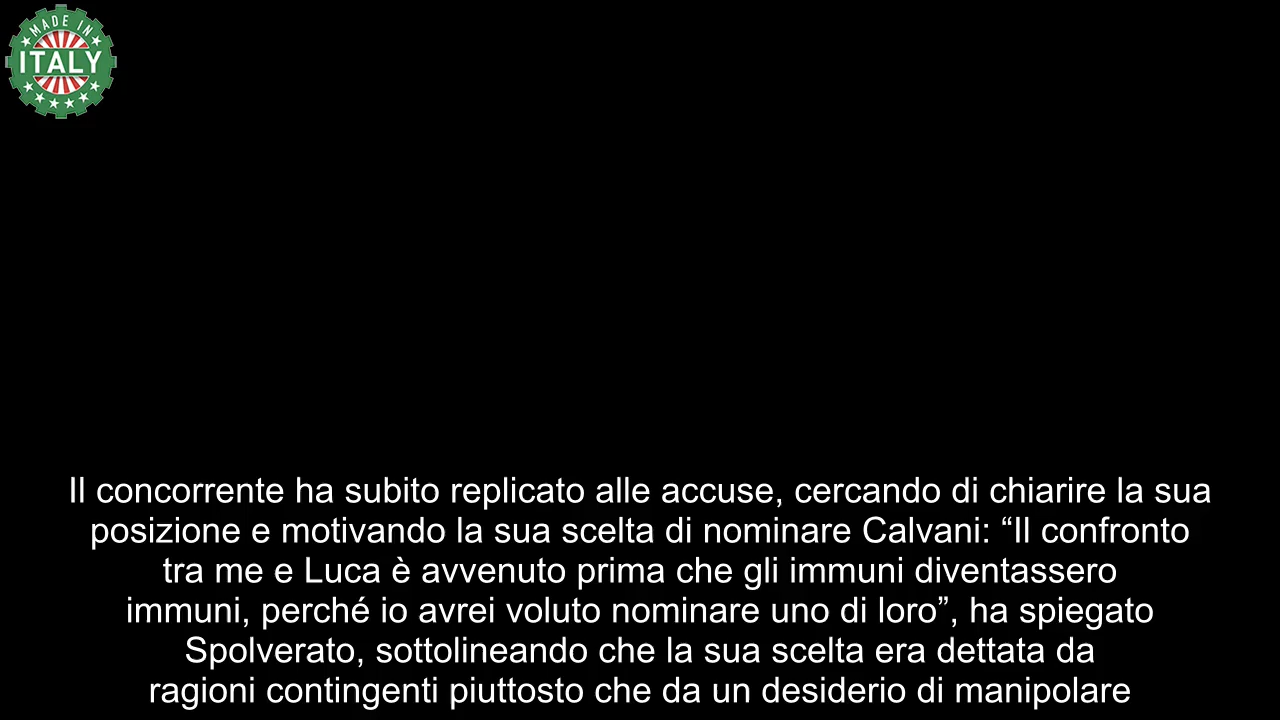 MADE IN
ITALY
Il concorrente ha subito replicato alle accuse, cercando di chiarire la sua
posizione e motivando la sua scelta di nominare Calvani: “Il confronto
tra me e Luca è avvenuto prima che gli immuni diventassero
immuni, perché io avrei voluto nominare uno di loro”, ha spiegato
Spolverato, sottolineando che la sua scelta era dettata da
ragioni contingenti piuttosto che da un desiderio di manipolare